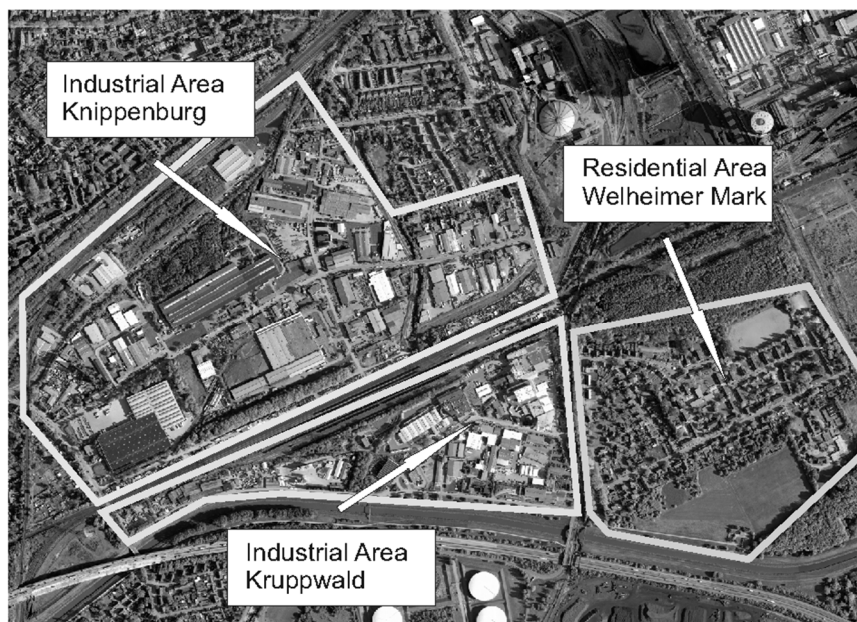 Industrial Area
Knippenburg
Residential Area
Welheimer Mark
Industrial Area
Kruppwald